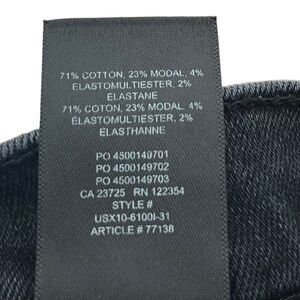 71% COTTON, 23% MODAL, 4%
ELASTOMULTIESTER, 2%
ELASTANE
71% COTON, 23% MODAL, 4%
ELASTOMULTIESTER, 2%
ELASTHANNE
PO 4500149701
PO 4500149702
PO 4500149703
CA 23725 RN 122354
STYLE #
USX10-6100I-31
ARTICLE # 77138